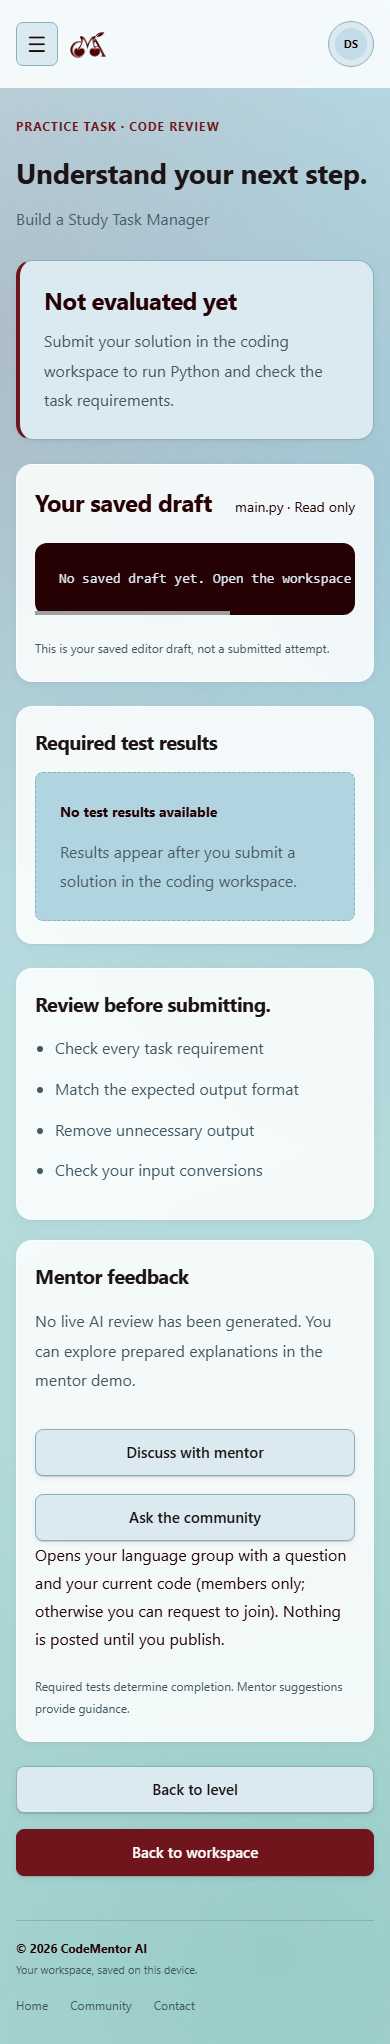 ☰
DS
PRACTICE TASK · CODE REVIEW
Understand your next step.
Build a Study Task Manager
Not evaluated yet
Submit your solution in the coding
workspace to run Python and check the
task requirements.
Your saved draft
main.py · Read only
No saved draft yet. Open the workspace
This is your saved editor draft, not a submitted attempt.
Required test results
No test results available
Results appear after you submit a
solution in the coding workspace.
Review before submitting.
• Check every task requirement
• Match the expected output format
• Remove unnecessary output
• Check your input conversions
Mentor feedback
No live AI review has been generated. You
can explore prepared explanations in the
mentor demo.
Discuss with mentor
Ask the community
Opens your language group with a question
and your current code (members only;
otherwise you can request to join). Nothing
is posted until you publish.
Required tests determine completion. Mentor suggestions
provide guidance.
Back to level
Back to workspace
© 2026 CodeMentor AI
Your workspace, saved on this device.
Home Community Contact